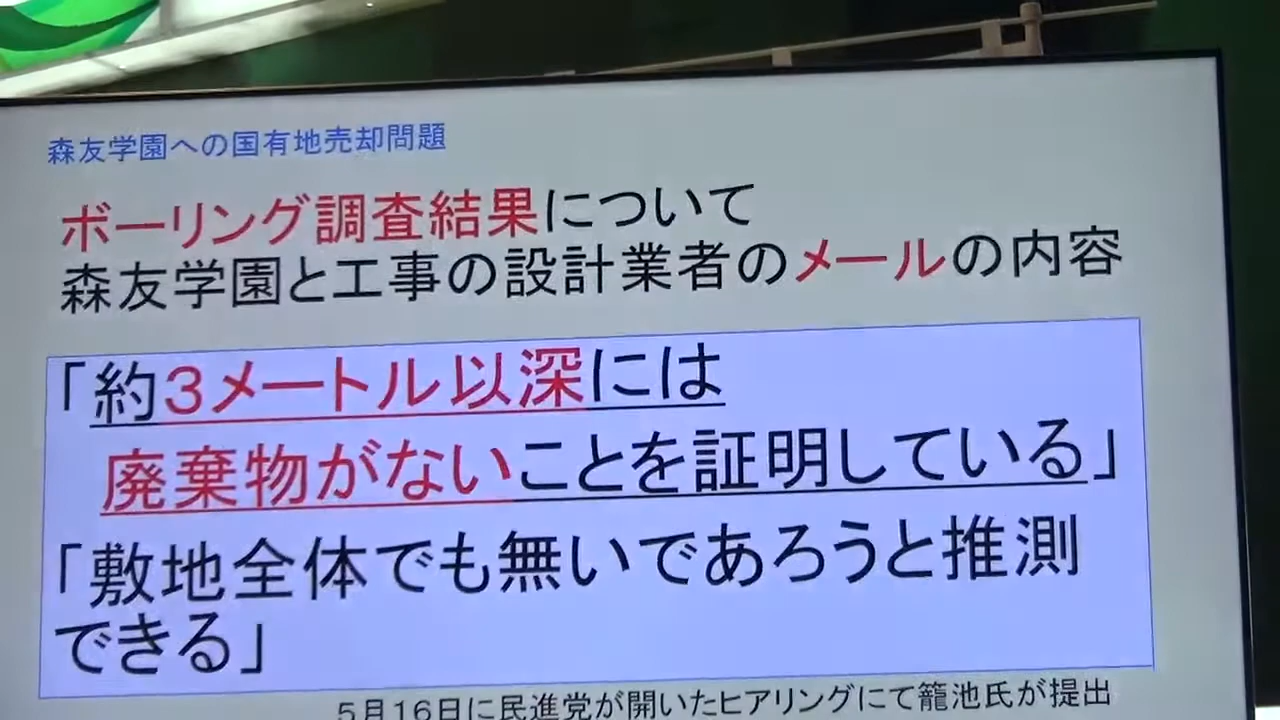 森友学園への国有地売却問題
ボーリング調査結果について
森友学園と工事の設計業者のメールの内容
「約３メートル以深には
廃棄物がないことを証明している」
「敷地全体でも無いであろうと推測
できる」
５月１６日に民進党が開いたヒアリングにて籠池氏が提出